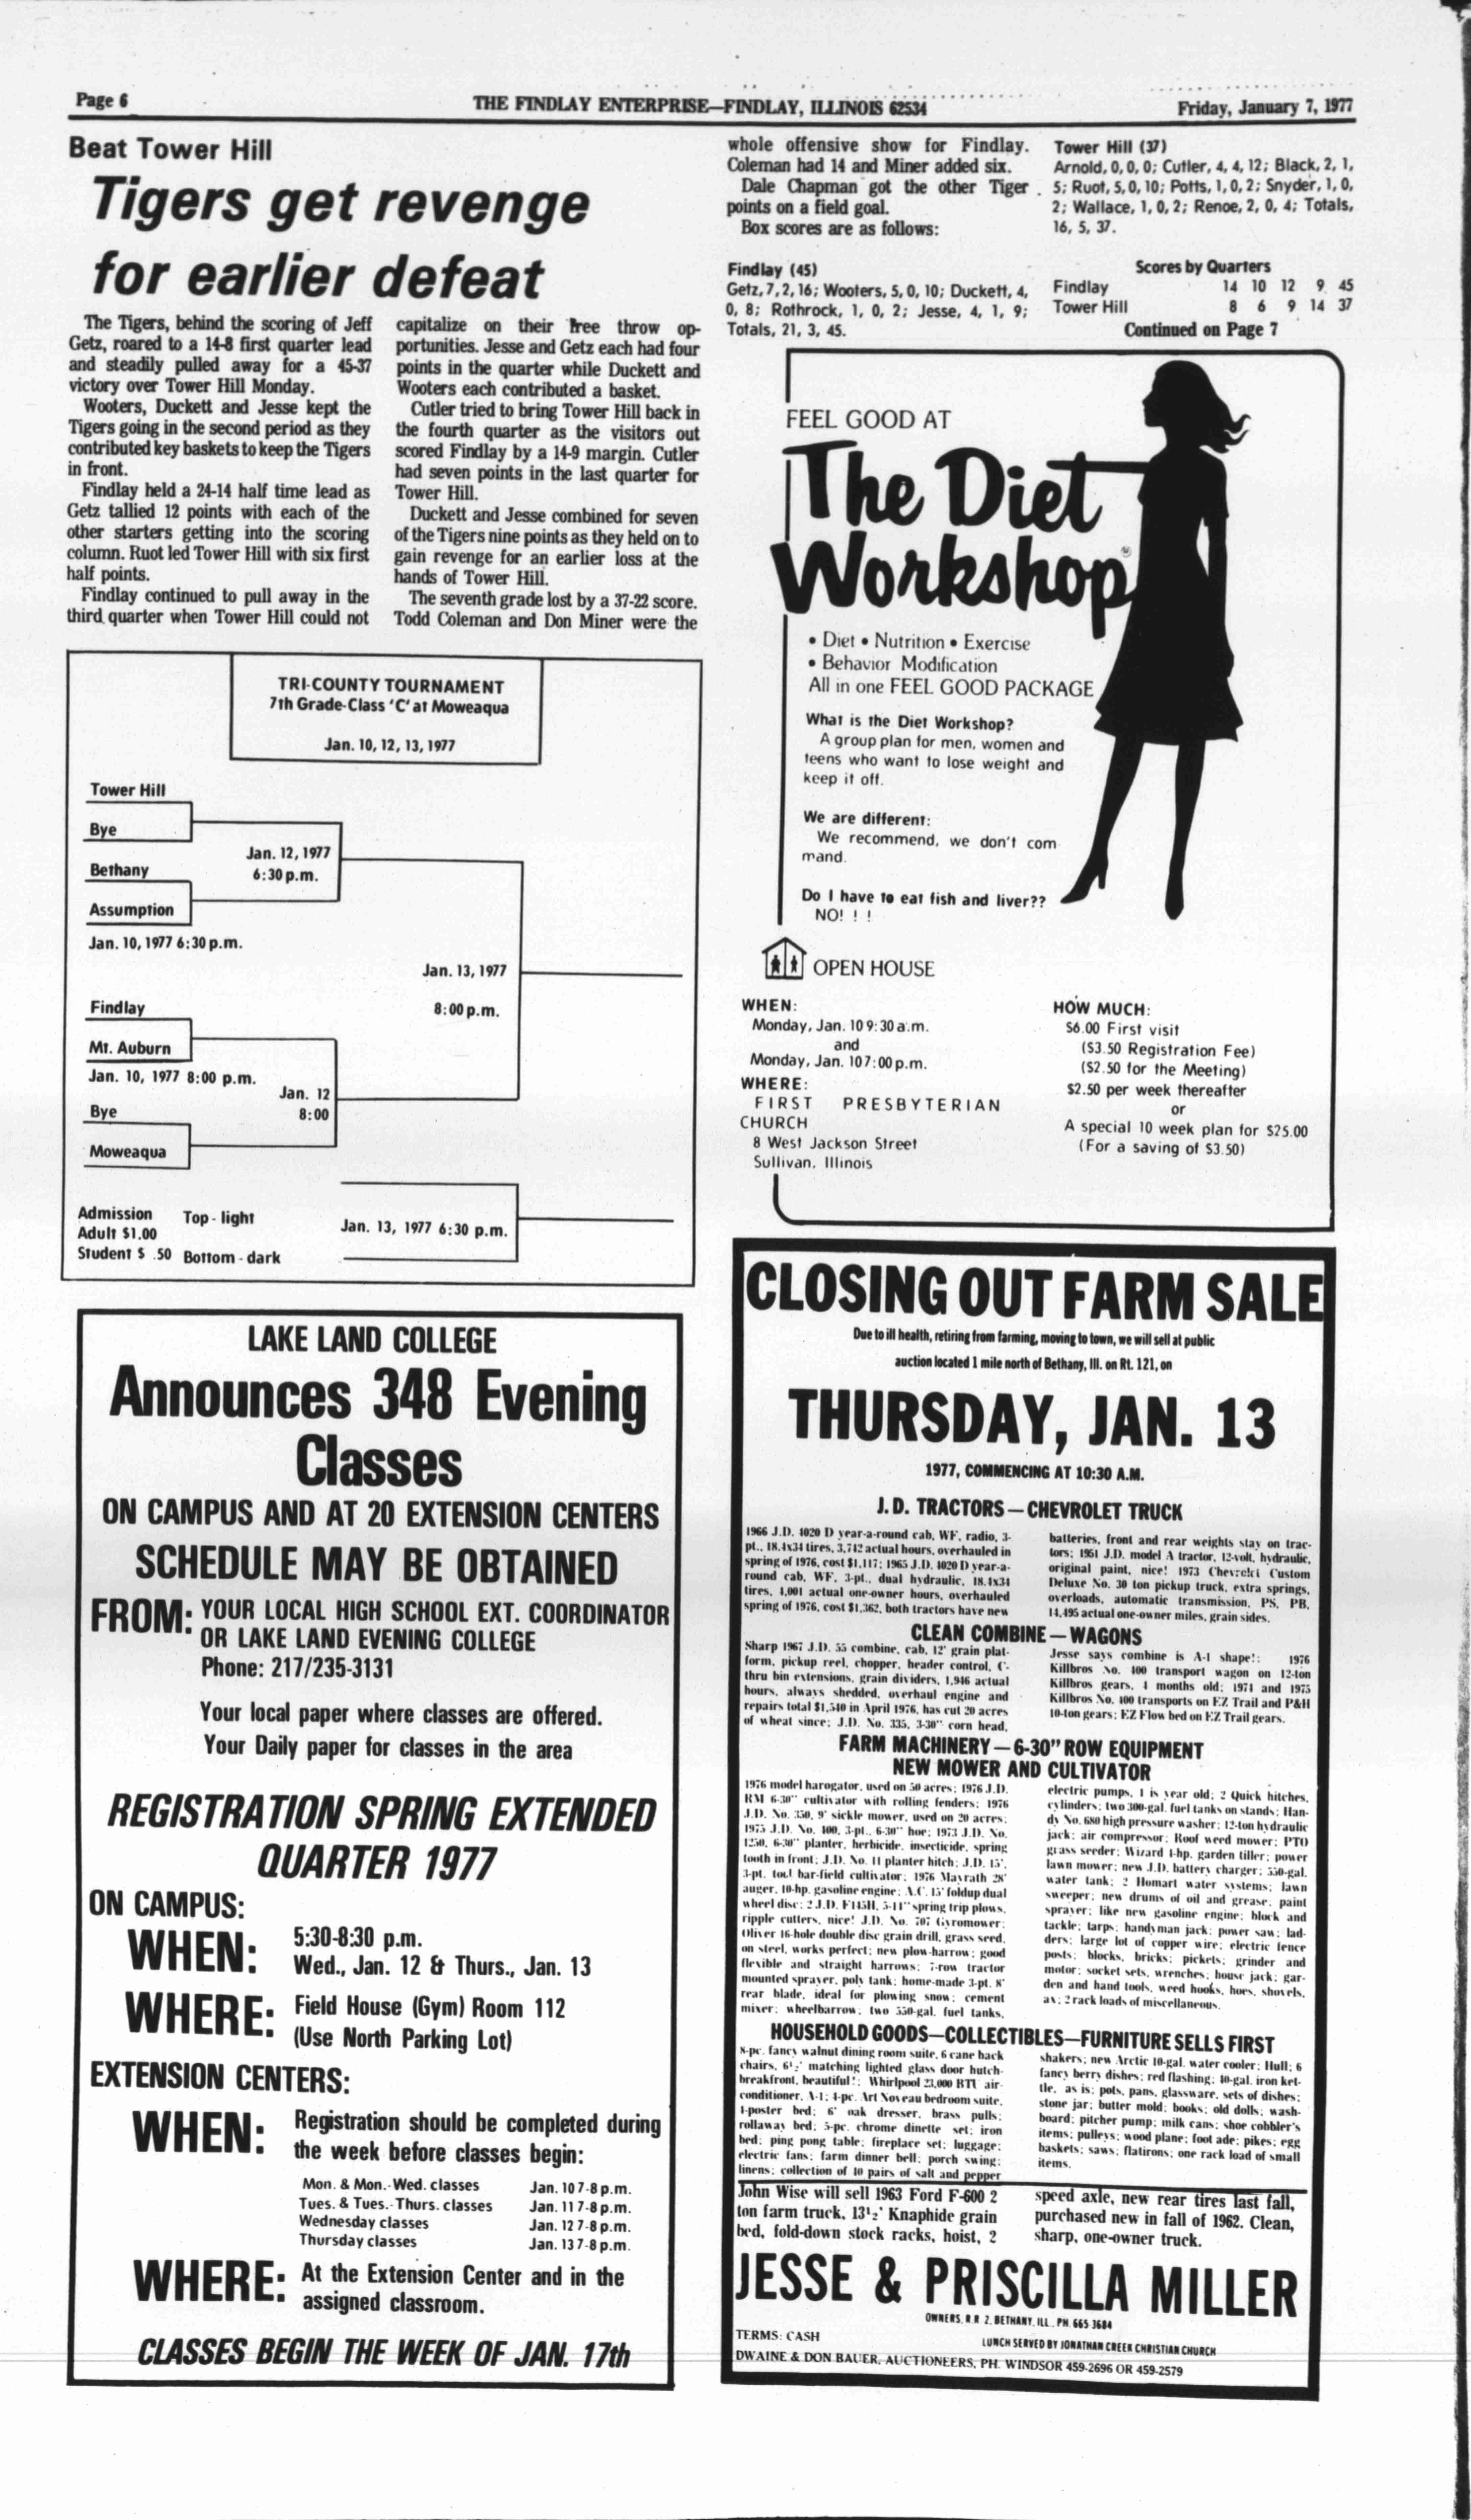 Page 6
THE FINDLAY ENTERPRISE—FINDLAY, ILLINOIS 62534
Friday, January 7, 1977
Beat Tower Hill
Tigers get revenge
for earlier defeat
The Tigers, behind the scoring of Jeff
Getz, roared to a 14-8 first quarter lead
and steadily pulled away for a 45-37
victory over Tower Hill Monday.
Wooters, Duckett and Jesse kept the
Tigers going in the second period as they
contributed key baskets to keep the Tigers
in front.
Findlay held a 24-14 half time lead as
Getz tallied 12 points with each of the
other starters getting into the scoring
column. Ruot led Tower Hill with six first
half points.
Findlay continued to pull away in the
third quarter when Tower Hill could not
capitalize on their free throw op-
portunities. Jesse and Getz each had four
points in the quarter while Duckett and
Wooters each contributed a basket.
Cutler tried to bring Tower Hill back in
the fourth quarter as the visitors out
scored Findlay by a 14-9 margin. Cutler
had seven points in the last quarter for
Tower Hill.
Duckett and Jesse combined for seven
of the Tigers nine points as they held on to
gain revenge for an earlier loss at the
hands of Tower Hill.
The seventh grade lost by a 37-22 score.
Todd Coleman and Don Miner were the
whole offensive show for Findlay.
Coleman had 14 and Miner added six.
Dale Chapman got the other Tiger
points on a field goal.
Box scores are as follows:
Findlay (45)
Getz, 7, 2, 16; Wooters, 5, 0, 10; Duckett, 4,
0, 8; Rothrock, 1, 0, 2; Jesse, 4, 1, 9;
Totals, 21, 3, 45.
Tower Hill (37)
Arnold, 0, 0, 0; Cutler, 4, 4, 12; Black, 2, 1,
5; Ruot, 5, 0, 10; Potts, 1, 0, 2; Snyder, 1, 0,
2; Wallace, 1, 0, 2; Renoe, 2, 0, 4; Totals,
16, 5, 37.
Scores by Quarters
Findlay 14 10 12 9 45
Tower Hill 8 6 9 14 37
Continued on Page 7
TRI-COUNTY TOURNAMENT
7th Grade-Class 'C' at Moweaqua
Jan. 10, 12, 13, 1977
Tower Hill
Bye
Jan. 12, 1977
6:30 p.m.
Bethany
Assumption
Jan. 10, 1977 6:30 p.m.
Jan. 13, 1977
8:00 p.m.
Findlay
Mt. Auburn
Jan. 10, 1977 8:00 p.m.
Jan. 12
8:00
Bye
Moweaqua
Admission
Adult $1.00
Student $ .50
Top - light
Bottom - dark
Jan. 13, 1977 6:30 p.m.
FEEL GOOD AT
The Diet
Workshop®
• Diet • Nutrition • Exercise
• Behavior Modification
All in one FEEL GOOD PACKAGE
What is the Diet Workshop?
A group plan for men, women and
teens who want to lose weight and
keep it off.
We are different:
We recommend, we don't com
mand.
Do I have to eat fish and liver??
NO! ! !
OPEN HOUSE
WHEN:
Monday, Jan. 10 9:30 a.m.
and
Monday, Jan. 10 7:00 p.m.
WHERE:
FIRST PRESBYTERIAN
CHURCH
8 West Jackson Street
Sullivan, Illinois
HOW MUCH:
$6.00 First visit
($3.50 Registration Fee)
($2.50 for the Meeting)
$2.50 per week thereafter
or
A special 10 week plan for $25.00
(For a saving of $3.50)
LAKE LAND COLLEGE
Announces 348 Evening
Classes
ON CAMPUS AND AT 20 EXTENSION CENTERS
SCHEDULE MAY BE OBTAINED
FROM: YOUR LOCAL HIGH SCHOOL EXT. COORDINATOR
OR LAKE LAND EVENING COLLEGE
Phone: 217/235-3131
Your local paper where classes are offered.
Your Daily paper for classes in the area
REGISTRATION SPRING EXTENDED
QUARTER 1977
ON CAMPUS:
WHEN: 5:30-8:30 p.m.
Wed., Jan. 12 & Thurs., Jan. 13
WHERE: Field House (Gym) Room 112
(Use North Parking Lot)
EXTENSION CENTERS:
WHEN: Registration should be completed during
the week before classes begin:
Mon. & Mon.-Wed. classes Jan. 10 7-8 p.m.
Tues. & Tues.-Thurs. classes Jan. 11 7-8 p.m.
Wednesday classes Jan. 12 7-8 p.m.
Thursday classes Jan. 13 7-8 p.m.
WHERE: At the Extension Center and in the
assigned classroom.
CLASSES BEGIN THE WEEK OF JAN. 17th
CLOSING OUT FARM SALE
Due to ill health, retiring from farming, moving to town, we will sell at public
auction located 1 mile north of Bethany, Ill. on Rt. 121, on
THURSDAY, JAN. 13
1977, COMMENCING AT 10:30 A.M.
J.D. TRACTORS — CHEVROLET TRUCK
1966 J.D. 4020 D year-a-round cab, WF, radio, 3-
pt., 18.4x34 tires, 3,742 actual hours, overhauled in
spring of 1976, cost $1,117; 1965 J.D. 4020 D year-a-
round cab, WF, 3-pt., dual hydraulic, 18.4x34
tires, 4,001 actual one-owner hours, overhauled
spring of 1976, cost $1,362, both tractors have new
batteries, front and rear weights stay on trac-
tors; 1951 J.D. model A tractor, 12-volt, hydraulic,
original paint, nice! 1973 Chevrolet Custom
Deluxe No. 30 ton pickup truck, extra springs,
overloads, automatic transmission, PS, PB,
14,495 actual one-owner miles, grain sides.
CLEAN COMBINE — WAGONS
Sharp 1967 J.D. 55 combine, cab, 12' grain plat-
form, pickup reel, chopper, header control, C-
thru bin extensions, grain dividers, 1,946 actual
hours, always shedded, overhaul engine and
repairs total $1,540 in April 1976, has cut 20 acres
of wheat since; J.D. No. 335, 3-30" corn head,
Jesse says combine is A-1 shape!: 1976
Killbros No. 400 transport wagon on 12-ton
Killbros gears, 4 months old; 1974 and 1975
Killbros No. 400 transports on EZ Trail and P&H
10-ton gears; EZ Flow bed on EZ Trail gears.
FARM MACHINERY — 6-30" ROW EQUIPMENT
NEW MOWER AND CULTIVATOR
1976 model harogator, used on 50 acres; 1976 J.D.
RM 6-30" cultivator with rolling fenders; 1976
J.D. No. 350, 9' sickle mower, used on 20 acres;
1975 J.D. No. 400, 3-pt., 6-30" hoe; 1973 J.D. No.
1250, 6-30" planter, herbicide, insecticide, spring
tooth in front; J.D. No. 11 planter hitch; J.D. 15',
3-pt. tool bar-field cultivator; 1976 Mayrath 28'
auger, 10-hp. gasoline engine; A.C. 15' foldup dual
wheel disc; 2 J.D. F145H, 5-14" spring trip plows,
ripple cutters, nice! J.D. No. 707 Gyromower;
Oliver 16-hole double disc grain drill, grass seed,
on steel, works perfect; new plow-harrow; good
flexible and straight harrows; 7-row tractor
mounted sprayer, poly tank; home-made 3-pt. 8'
rear blade, ideal for plowing snow; cement
mixer; wheelbarrow; two 550-gal. fuel tanks,
electric pumps, 1 is year old; 2 Quick hitches,
cylinders; two 300-gal. fuel tanks on stands; Han-
dy No. 680 high pressure washer; 12-ton hydraulic
jack; air compressor; Roof weed mower; PTO
grass seeder; Wizard 4-hp. garden tiller; power
lawn mower; new J.D. battery charger; 550-gal.
water tank; 2 Homart water systems; lawn
sweeper; new drums of oil and grease; paint
sprayer; like new gasoline engine; block and
tackle; tarps; handyman jack; power saw; lad-
ders; large lot of copper wire; electric fence
posts; blocks, bricks; pickets; grinder and
motor; socket sets, wrenches; house jack; gar-
den and hand tools, weed hooks, hoes, shovels,
ax; 2 rack loads of miscellaneous.
HOUSEHOLD GOODS—COLLECTIBLES—FURNITURE SELLS FIRST
8-pc. fancy walnut dining room suite, 6 cane back
chairs, 6½' matching lighted glass door hutch-
breakfront, beautiful!; Whirlpool 23,000 BTU air-
conditioner, A-1; 4-pc. Art Noveau bedroom suite,
4-poster bed; 6' oak dresser, brass pulls;
rollaway bed; 5-pc. chrome dinette set; iron
bed; ping pong table; fireplace set; luggage;
electric fans; farm dinner bell; porch swing;
linens; collection of 40 pairs of salt and pepper
shakers; new Arctic 10-gal. water cooler; Hull; 6
fancy berry dishes; red flashing; 40-gal. iron ket-
tle, as is; pots, pans, glassware, sets of dishes;
stone jar; butter mold; books; old dolls; wash-
board; pitcher pump; milk cans; shoe cobbler's
items; pulleys; wood plane; foot adz; pikes; egg
baskets; saws; flatirons; one rack load of small
items.
John Wise will sell 1963 Ford F-600 2
ton farm truck, 13½' Knaphide grain
bed, fold-down stock racks, hoist, 2
speed axle, new rear tires last fall,
purchased new in fall of 1962. Clean,
sharp, one-owner truck.
JESSE & PRISCILLA MILLER
OWNERS, R.R. 2, BETHANY, ILL., PH. 665-3684
TERMS: CASH
LUNCH SERVED BY JONATHAN CREEK CHRISTIAN CHURCH
DWAINE & DON BAUER, AUCTIONEERS, PH. WINDSOR 459-2696 OR 459-2579